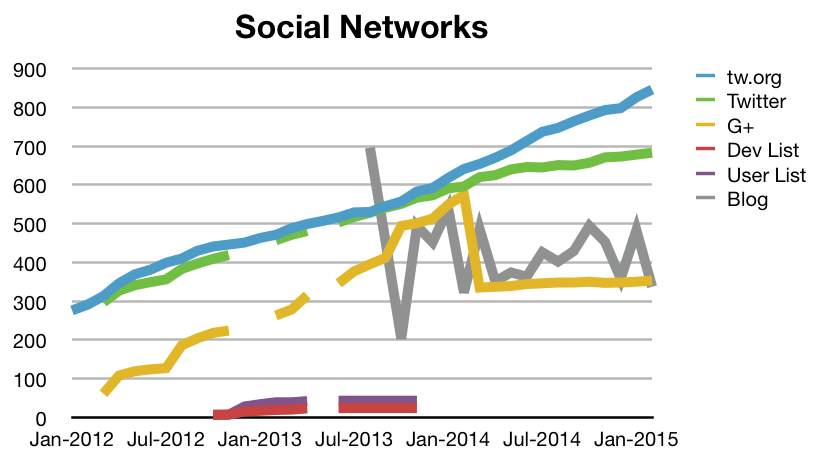 Social Networks
900
800
700
600
500
400
300
200
100
0
Jan-2012 Jul-2012 Jan-2013 Jul-2013 Jan-2014 Jul-2014 Jan-2015
tw.org
Twitter
G+
Dev List
User List
Blog